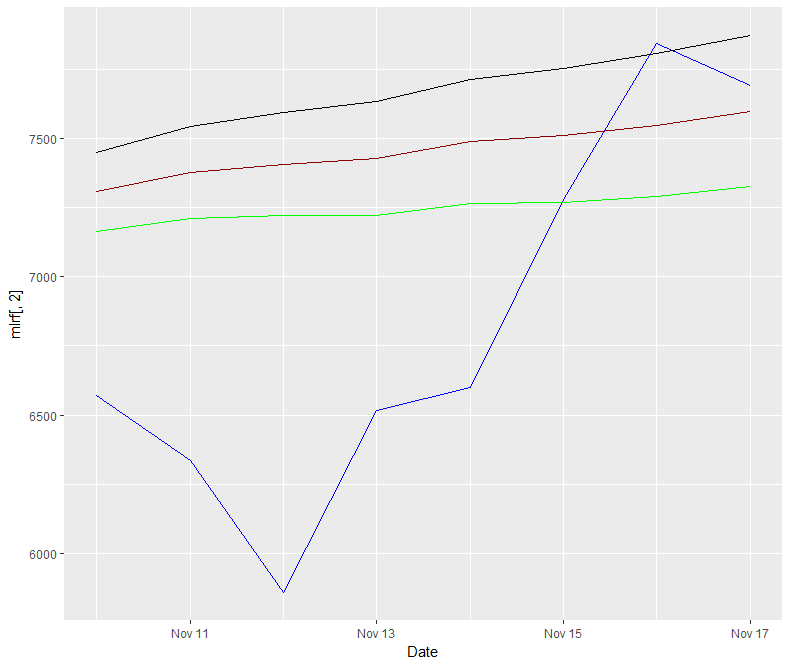 7500
7000
6500
6000
mlrf[, 2]
Nov 11
Nov 13
Nov 15
Nov 17
Date